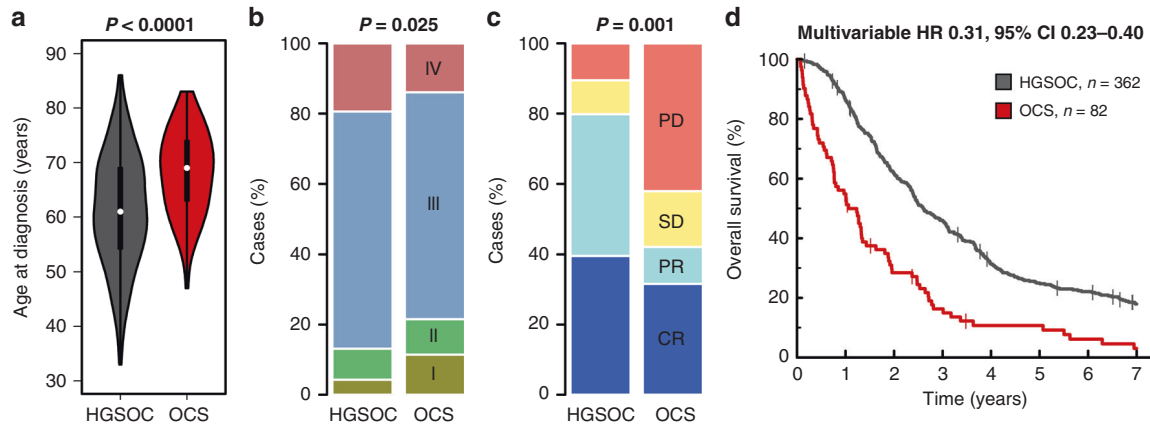 a
P < 0.0001
Age at diagnosis (years)
90
80
70
60
50
40
30
HGSOC
OCS
b
P = 0.025
Cases (%)
100
80
60
40
20
0
IV
III
II
I
HGSOC
OCS
c
P = 0.001
Cases (%)
100
80
60
40
20
0
PD
SD
PR
CR
HGSOC
OCS
d
Multivariable HR 0.31, 95% CI 0.23–0.40
HGSOC, n = 362
OCS, n = 82
Overall survival (%)
100
80
60
40
20
0
0 1 2 3 4 5 6 7
Time (years)